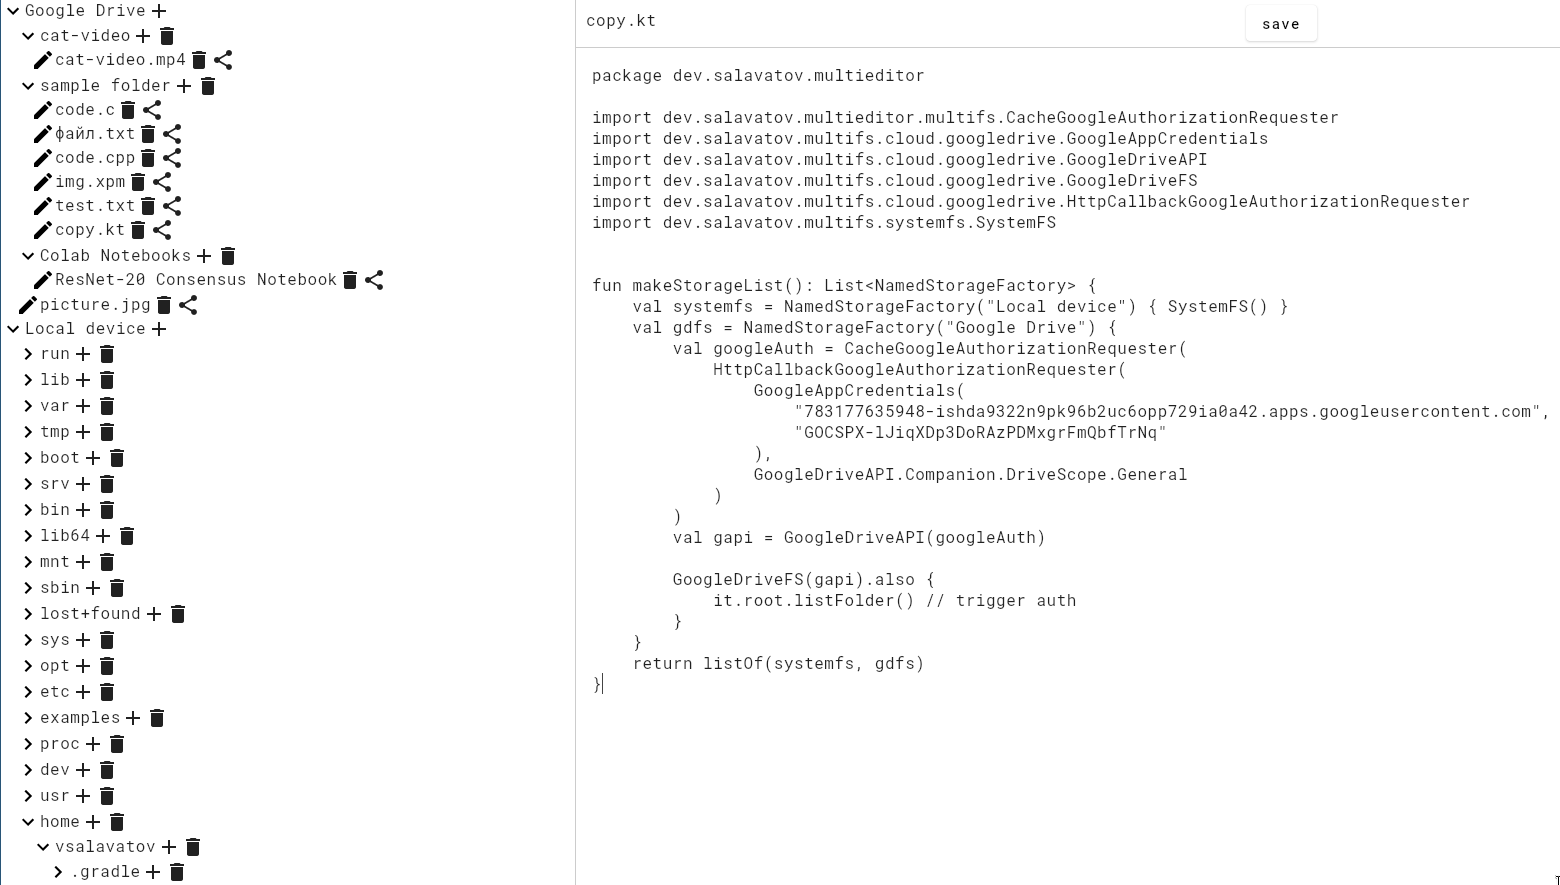 Google Drive
cat-video
cat-video.mp4
sample folder
code.c
файл.txt
code.cpp
img.xpm
test.txt
copy.kt
Colab Notebooks
ResNet-20 Consensus Notebook
picture.jpg
Local device
run
lib
var
tmp
boot
srv
bin
lib64
mnt
sbin
lost+found
sys
opt
etc
examples
proc
dev
usr
home
vsalavatov
.gradle
copy.kt
save
package dev.salavatov.multieditor
import dev.salavatov.multieditor.multifs.CacheGoogleAuthorizationRequester
import dev.salavatov.multifs.cloud.googledrive.GoogleAppCredentials
import dev.salavatov.multifs.cloud.googledrive.GoogleDriveAPI
import dev.salavatov.multifs.cloud.googledrive.GoogleDriveFS
import dev.salavatov.multifs.cloud.googledrive.HttpCallbackGoogleAuthorizationRequester
import dev.salavatov.multifs.systemfs.SystemFS
fun makeStorageList(): List<NamedStorageFactory> {
    val systemfs = NamedStorageFactory("Local device") { SystemFS() }
    val gdfs = NamedStorageFactory("Google Drive") {
        val googleAuth = CacheGoogleAuthorizationRequester(
            HttpCallbackGoogleAuthorizationRequester(
                GoogleAppCredentials(
                    "783177635948-ishda9322n9pk96b2uc6opp729ia0a42.apps.googleusercontent.com",
                    "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"
                ),
                GoogleDriveAPI.Companion.DriveScope.General
            )
        )
        val gapi = GoogleDriveAPI(googleAuth)
        GoogleDriveFS(gapi).also {
            it.root.listFolder() // trigger auth
        }
    }
    return listOf(systemfs, gdfs)
}